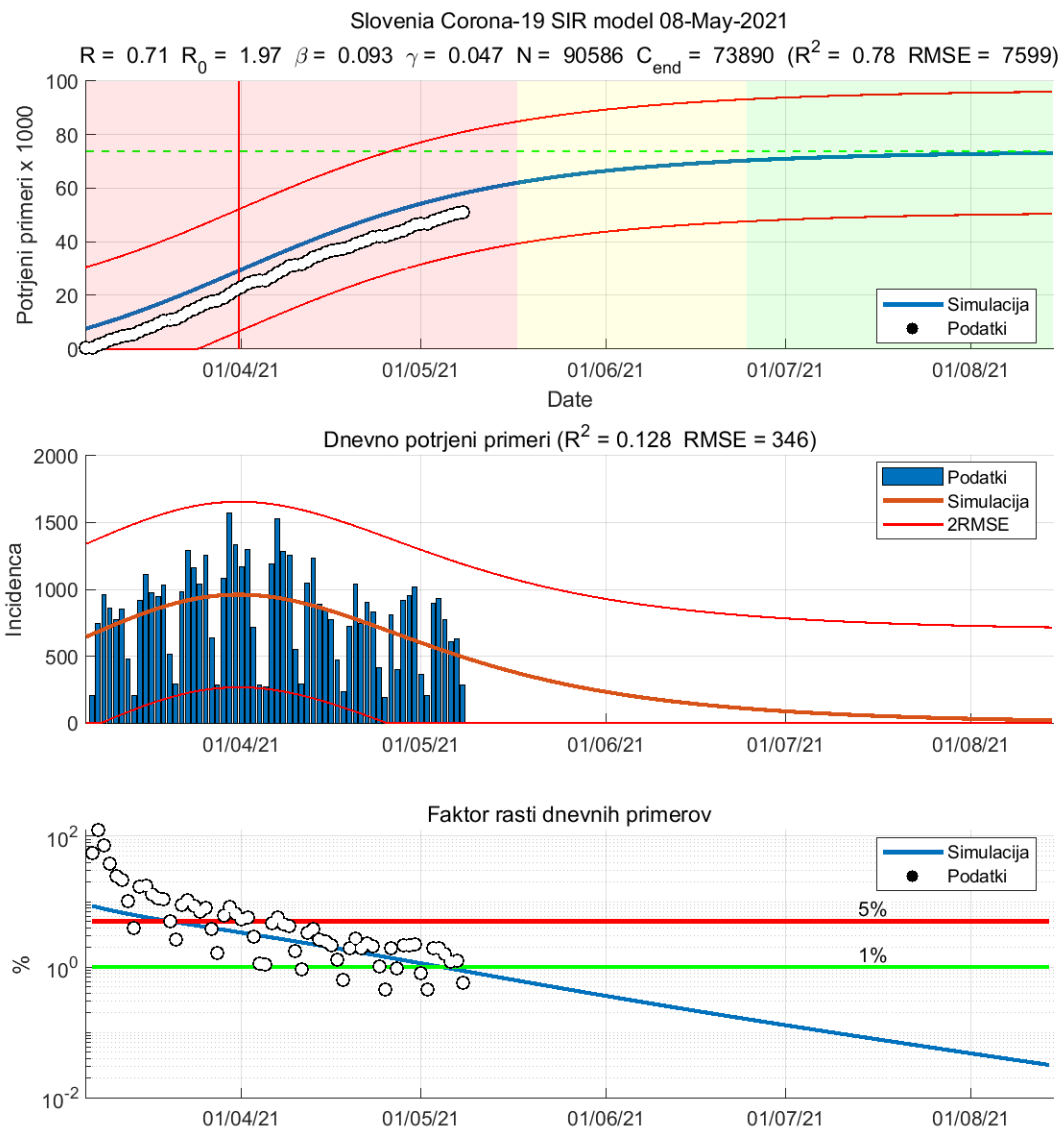 Slovenia Corona-19 SIR model 08-May-2021
R = 0.71 R0 = 1.97 β = 0.093 γ = 0.047 N = 90586 Cend = 73890 (R2 = 0.78 RMSE = 7599)
Potrjeni primeri x 1000
100
80
60
40
20
0
Simulacija
Podatki
01/04/21 01/05/21 01/06/21 01/07/21 01/08/21
Date
Dnevno potrjeni primeri (R2 = 0.128 RMSE = 346)
Incidenca
2000
1500
1000
500
0
Podatki
Simulacija
2RMSE
01/04/21 01/05/21 01/06/21 01/07/21 01/08/21
Faktor rasti dnevnih primerov
%
102
100
10-2
Simulacija
Podatki
5%
1%
01/04/21 01/05/21 01/06/21 01/07/21 01/08/21